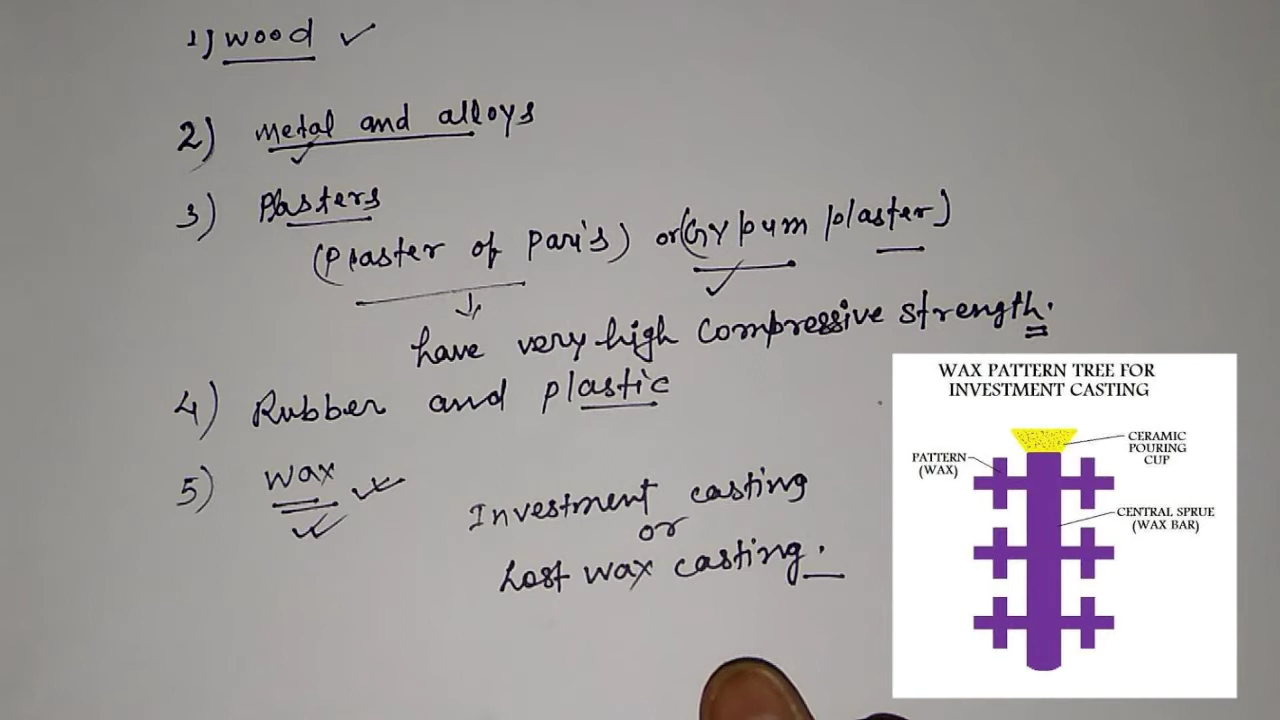 1) wood
2) Metal and alloys
3) Plasters
(Plaster of Paris) or (Gypum plaster)
have very high compressive strength.
4) Rubber and plastic
5) wax
Investment casting
or
Lost wax casting.
WAX PATTERN TREE FOR
INVESTMENT CASTING
CERAMIC
POURING
CUP
PATTERN
(WAX)
CENTRAL SPRUE
(WAX BAR)